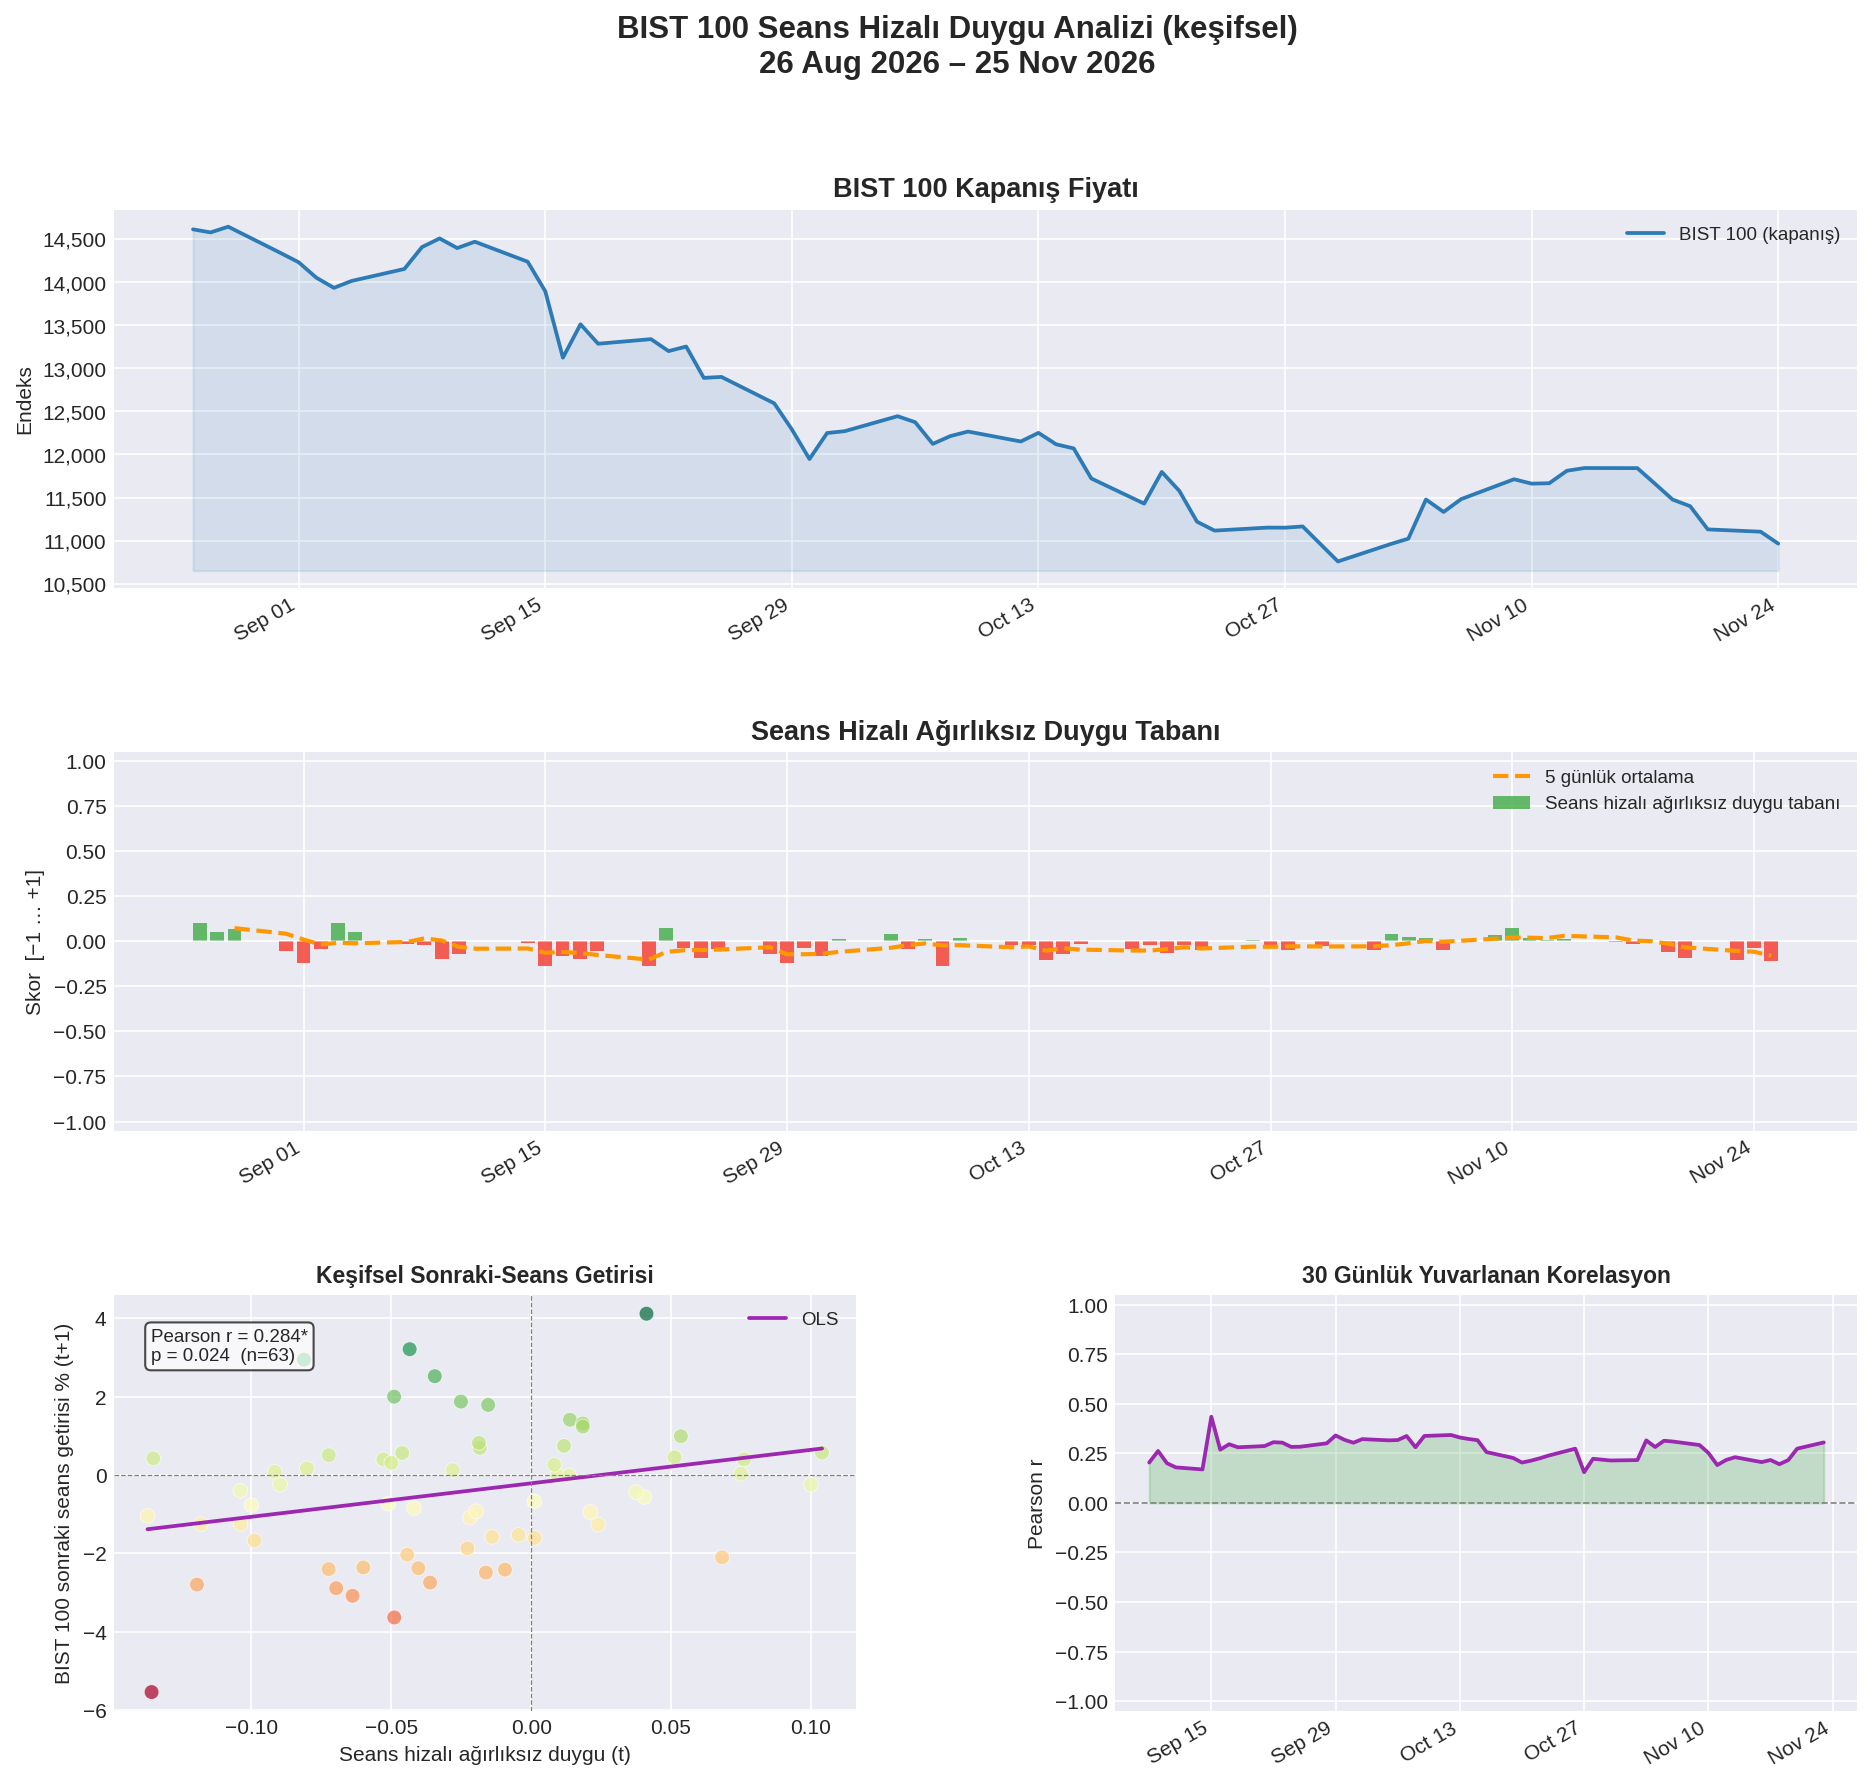 BIST 100 Seans Hizalı Duygu Analizi (keşifsel)
26 Aug 2026 – 25 Nov 2026
BIST 100 Kapanış Fiyatı
BIST 100 (kapanış)
Endeks
14,500
14,000
13,500
13,000
12,500
12,000
11,500
11,000
10,500
Sep 01
Sep 15
Sep 29
Oct 13
Oct 27
Nov 10
Nov 24
Seans Hizalı Ağırlıksız Duygu Tabanı
5 günlük ortalama
Seans hizalı ağırlıksız duygu tabanı
Skor [−1 … +1]
1.00
0.75
0.50
0.25
0.00
−0.25
−0.50
−0.75
−1.00
Sep 01
Sep 15
Sep 29
Oct 13
Oct 27
Nov 10
Nov 24
Keşifsel Sonraki-Seans Getirisi
Pearson r = 0.284*
p = 0.024 (n=63)
OLS
BIST 100 sonraki seans getirisi % (t+1)
4
2
0
−2
−4
−6
−0.10
−0.05
0.00
0.05
0.10
Seans hizalı ağırlıksız duygu (t)
30 Günlük Yuvarlanan Korelasyon
Pearson r
1.00
0.75
0.50
0.25
0.00
−0.25
−0.50
−0.75
−1.00
Sep 15
Sep 29
Oct 13
Oct 27
Nov 10
Nov 24